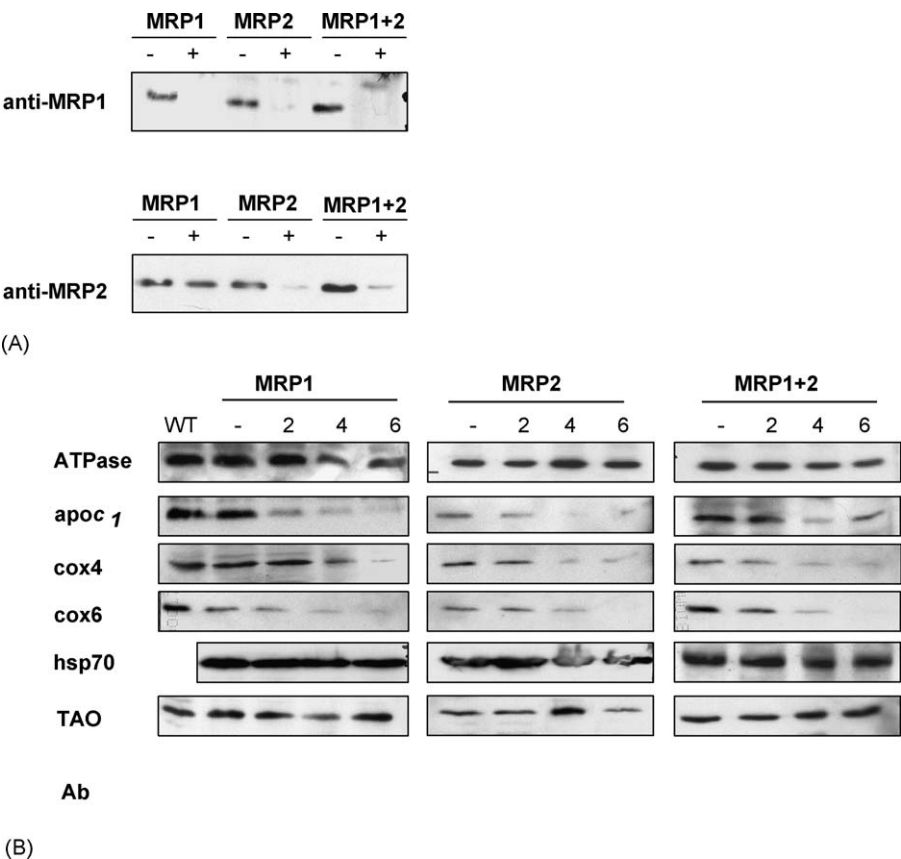 MRP1 MRP2 MRP1+2
- + - + - +
anti-MRP1
MRP1 MRP2 MRP1+2
- + - + - +
anti-MRP2
(A)
MRP1 MRP2 MRP1+2
WT - 2 4 6 - 2 4 6 - 2 4 6
ATPase
apoc 1
cox4
cox6
hsp70
TAO
Ab
(B)